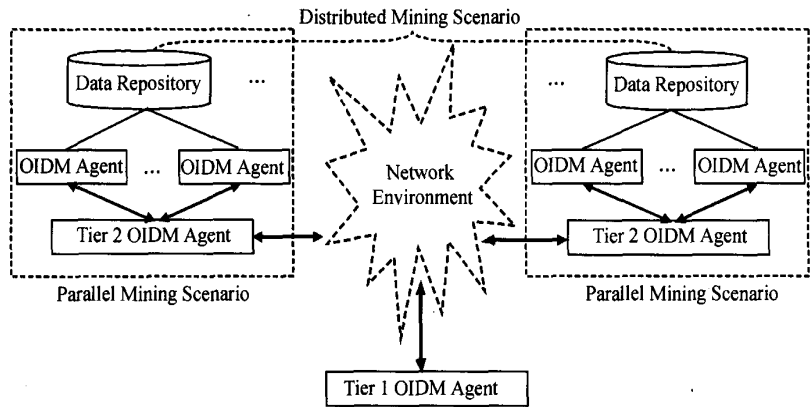 Distributed Mining Scenario
Data Repository
...
...
Data Repository
OIDM Agent
...
OIDM Agent
Network
Environment
OIDM Agent
...
OIDM Agent
Tier 2 OIDM Agent
Tier 2 OIDM Agent
Parallel Mining Scenario
Parallel Mining Scenario
Tier 1 OIDM Agent